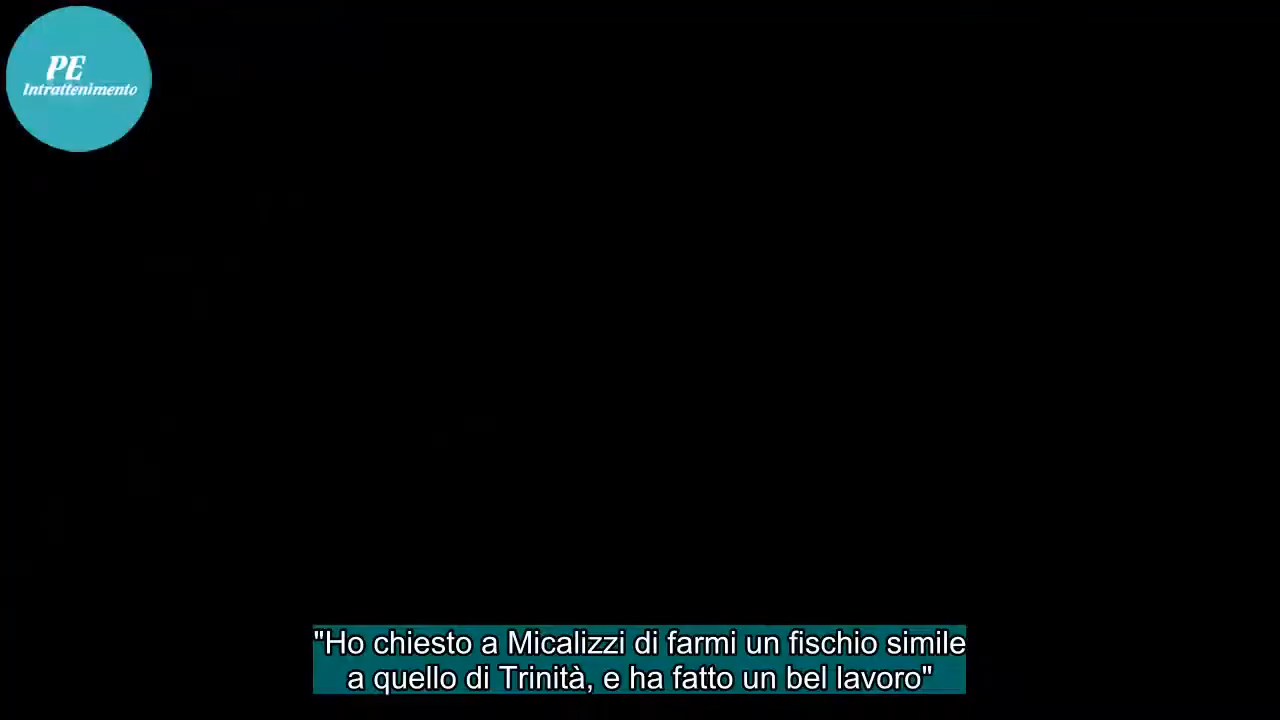 PE
Intrattenimento
"Ho chiesto a Micalizzi di farmi un fischio simile
a quello di Trinità, e ha fatto un bel lavoro"